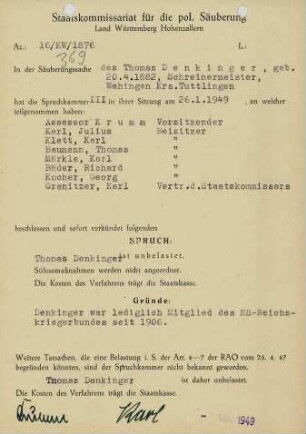 Staatskommissariat für die pol. Säuberung
Land Württemberg Hohenzollern
Az.: 16/KW/1876
L:
369
In der Säuberungssache des Thomas D e n k i n g e r, geb.
20.4.1882, Schreinermeister,
Wehingen Krs.Tuttlingen
hat die Spruchkammer III in ihrer Sitzung am 26.1.1949, an welcher
teilgenommen haben:
Assessor K r u m m Vorsitzender
Karl, Julius Beisitzer
Klett, Karl "
Baumann, Thomas "
Märkle, Karl "
Bäder, Richard "
Kocher, Georg "
Granitzer, Karl Vertr.d.Staatskommissars
beschlossen und sofort verkündet folgenden
SPRUCH:
Thomas Denkinger ist unbelastet.
Sühnemaßnahmen werden nicht angeordnet.
Die Kosten des Verfahrens trägt die Staatskasse.
Gründe:
Denkinger war lediglich Mitglied des NS-Reichs-
kriegerbundes seit 1906.
Weitere Tatsachen, die eine Belastung i. S. der Art. 4–7 der RAO vom 25. 4. 47
begründen könnten, sind der Spruchkammer nicht bekannt geworden.
Thomas Denkinger ist daher unbelastet.
Die Kosten des Verfahrens trägt die Staatskasse.
Krumm Karl
1949